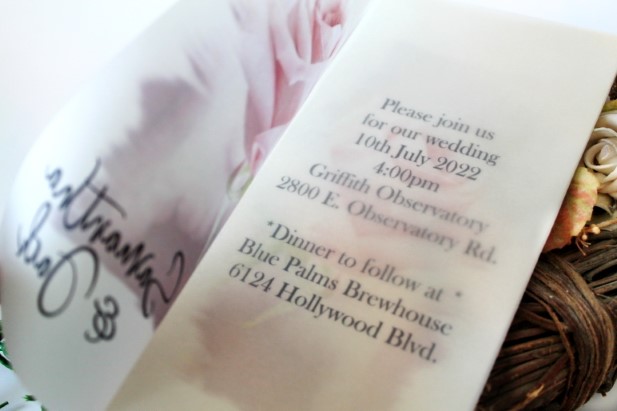 Samantha
&
Jack
Please join us
for our wedding
10th July 2022
4:00pm
Griffith Observatory
2800 E. Observatory Rd.
*Dinner to follow at *
Blue Palms Brewhouse
6124 Hollywood Blvd.